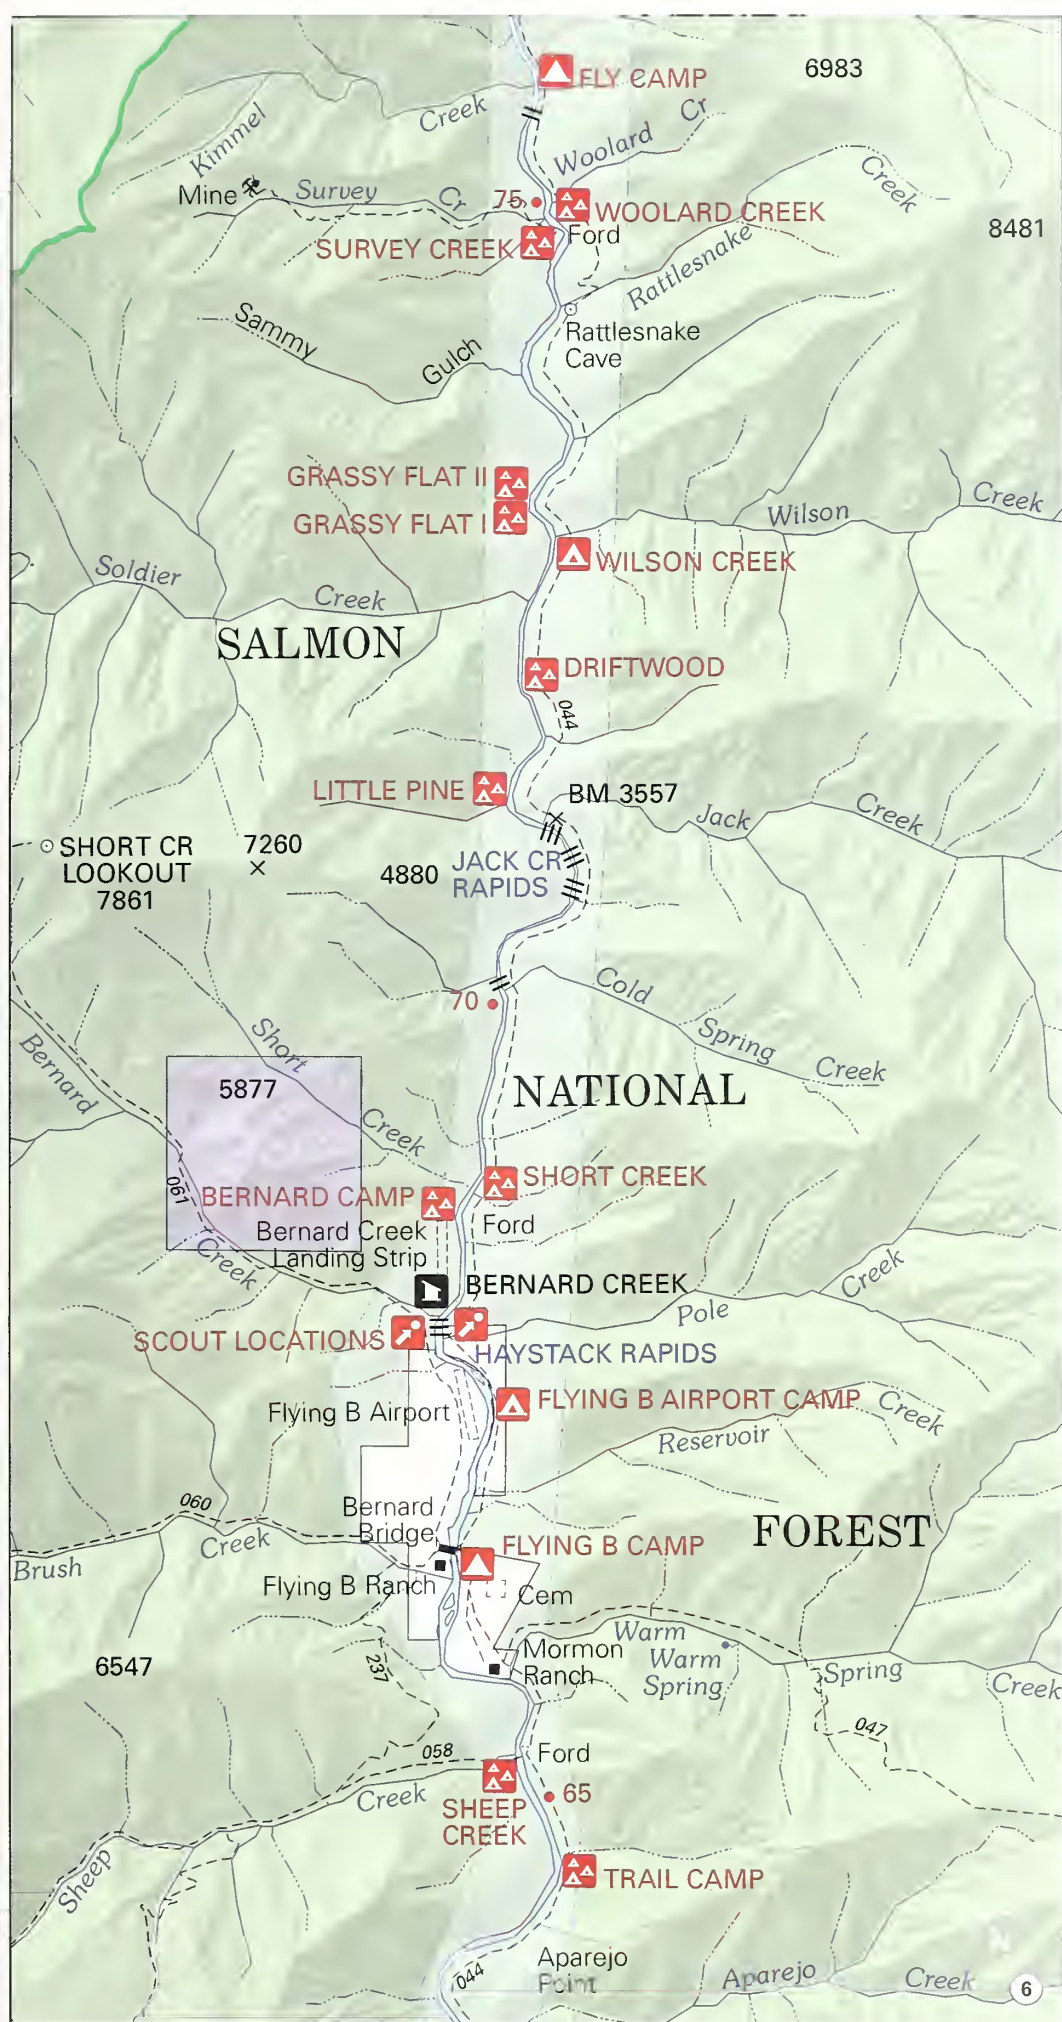 FLY CAMP
6983
Kimmel
Creek
Woolard Cr
Creek
Mine
Survey Cr
75
WOOLARD CREEK
8481
Ford
SURVEY CREEK
Rattlesnake
Sammy
Gulch
Rattlesnake
Cave
GRASSY FLAT II
GRASSY FLAT I
Wilson
Creek
WILSON CREEK
Soldier
Creek
SALMON
DRIFTWOOD
044
LITTLE PINE
BM 3557
Jack
Creek
SHORT CR
LOOKOUT
7861
7260
4880
JACK CR
RAPIDS
70
Cold
Spring
Creek
Bernard
Short
Creek
5877
NATIONAL
061
SHORT CREEK
BERNARD CAMP
Ford
Bernard Creek
Landing Strip
Creek
BERNARD CREEK
Pole
Creek
SCOUT LOCATIONS
HAYSTACK RAPIDS
FLYING B AIRPORT CAMP
Creek
Flying B Airport
Reservoir
060
Bernard
Bridge
Brush
Creek
FOREST
FLYING B CAMP
Flying B Ranch
Cem
6547
237
Mormon
Ranch
Warm
Warm
Spring
Spring
Creek
047
058
Ford
Creek
65
SHEEP
CREEK
Sheep
TRAIL CAMP
044
Aparejo
Point
Aparejo
Creek
6